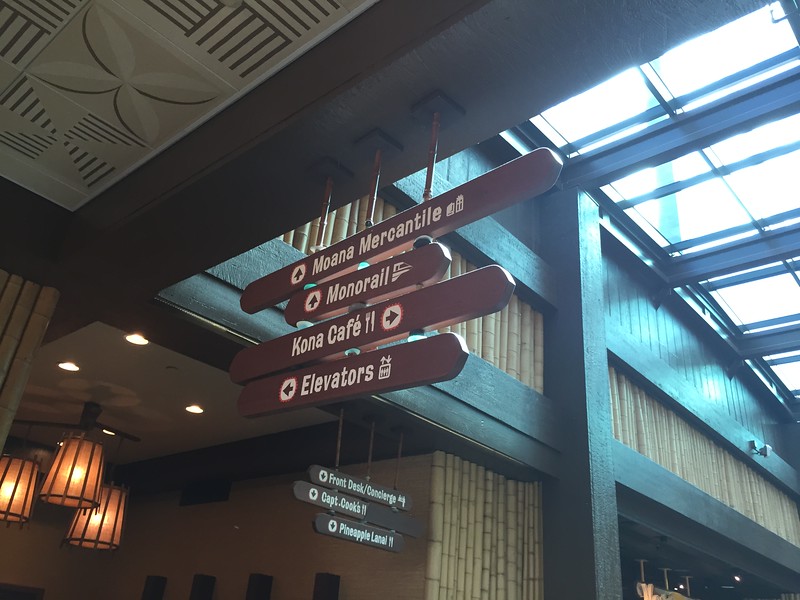 Moana Mercantile
Monorail
Kona Café
Elevators
Front Desk/Concierge
Capt. Cook's
Pineapple Lanai